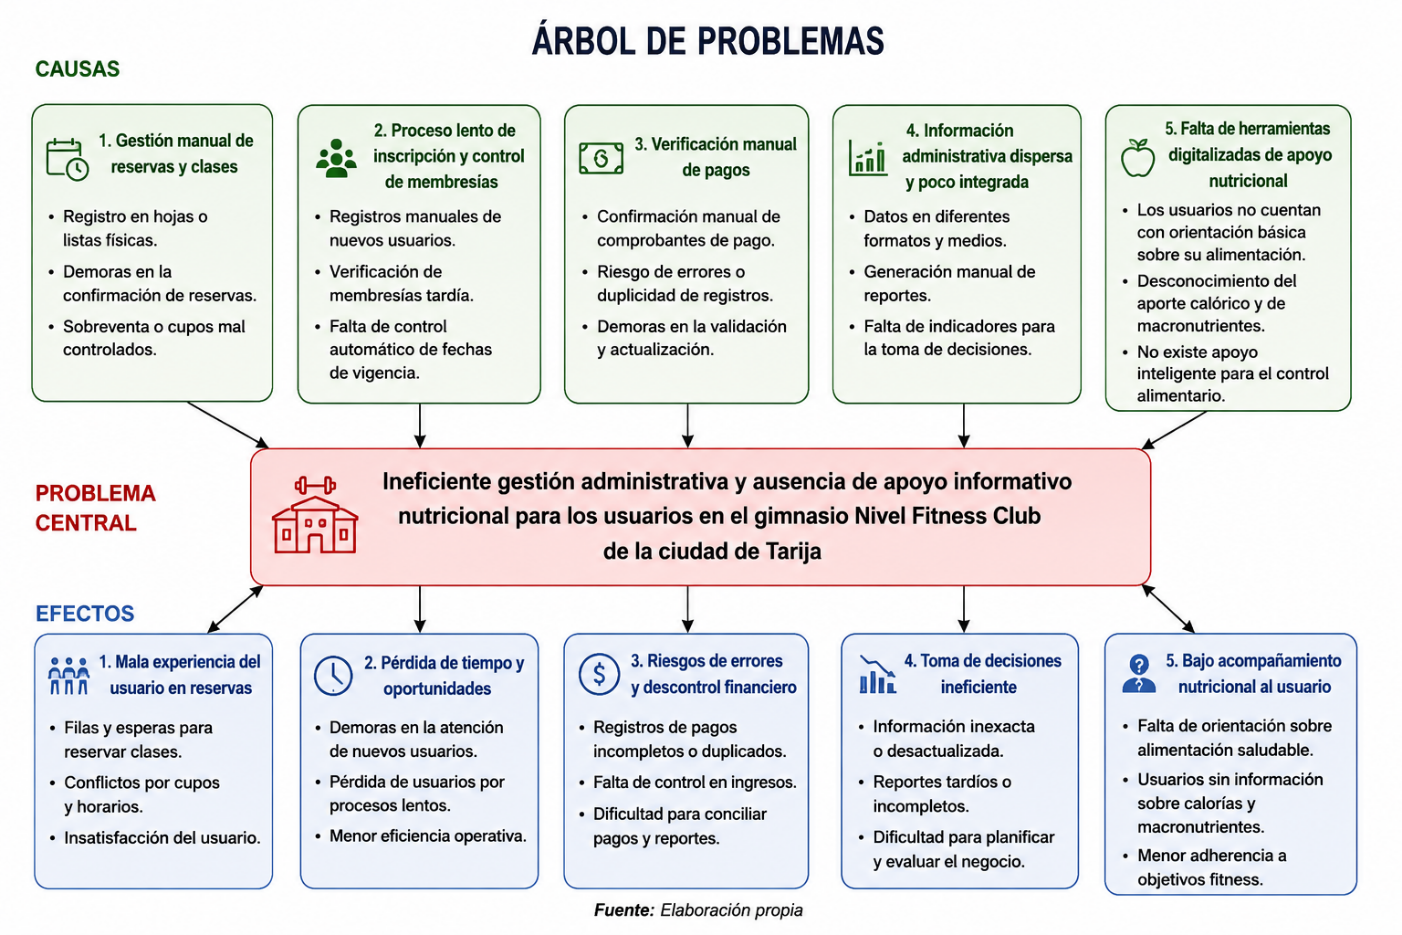 ÁRBOL DE PROBLEMAS
CAUSAS
1. Gestión manual de
reservas y clases
• Registro en hojas o
listas físicas.
• Demoras en la
confirmación de reservas.
• Sobreventa o cupos mal
controlados.
2. Proceso lento de
inscripción y control
de membresías
• Registros manuales de
nuevos usuarios.
• Verificación de
membresías tardía.
• Falta de control
automático de fechas
de vigencia.
3. Verificación manual
de pagos
• Confirmación manual de
comprobantes de pago.
• Riesgo de errores o
duplicidad de registros.
• Demoras en la validación
y actualización.
4. Información
administrativa dispersa
y poco integrada
• Datos en diferentes
formatos y medios.
• Generación manual de
reportes.
• Falta de indicadores para
la toma de decisiones.
5. Falta de herramientas
digitalizadas de apoyo
nutricional
• Los usuarios no cuentan
con orientación básica
sobre su alimentación.
• Desconocimiento del
aporte calórico y de
macronutrientes.
• No existe apoyo
inteligente para el control
alimentario.
PROBLEMA
CENTRAL
Ineficiente gestión administrativa y ausencia de apoyo informativo
nutricional para los usuarios en el gimnasio Nivel Fitness Club
de la ciudad de Tarija
EFECTOS
1. Mala experiencia del
usuario en reservas
• Filas y esperas para
reservar clases.
• Conflictos por cupos
y horarios.
• Insatisfacción del usuario.
2. Pérdida de tiempo y
oportunidades
• Demoras en la atención
de nuevos usuarios.
• Pérdida de usuarios por
procesos lentos.
• Menor eficiencia operativa.
$
3. Riesgos de errores
y descontrol financiero
• Registros de pagos
incompletos o duplicados.
• Falta de control en ingresos.
• Dificultad para conciliar
pagos y reportes.
4. Toma de decisiones
ineficiente
• Información inexacta
o desactualizada.
• Reportes tardíos o
incompletos.
• Dificultad para planificar
y evaluar el negocio.
5. Bajo acompañamiento
nutricional al usuario
• Falta de orientación sobre
alimentación saludable.
• Usuarios sin información
sobre calorías y
macronutrientes.
• Menor adherencia a
objetivos fitness.
Fuente: Elaboración propia